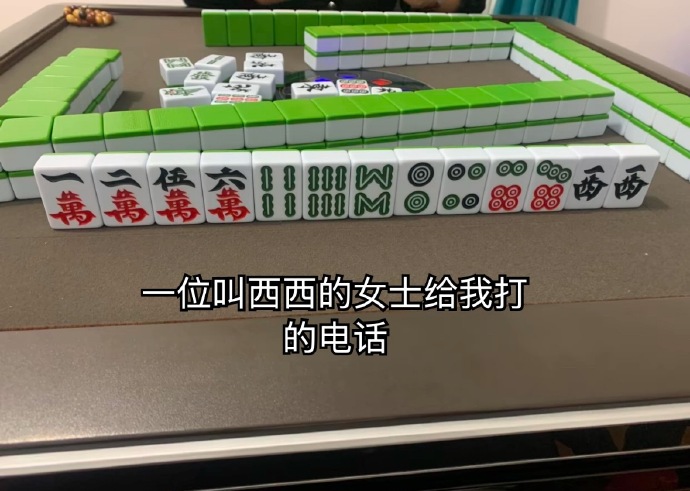 一 二 伍 六 西 西
萬 萬 萬 萬
一位叫西西的女士给我打
的电话